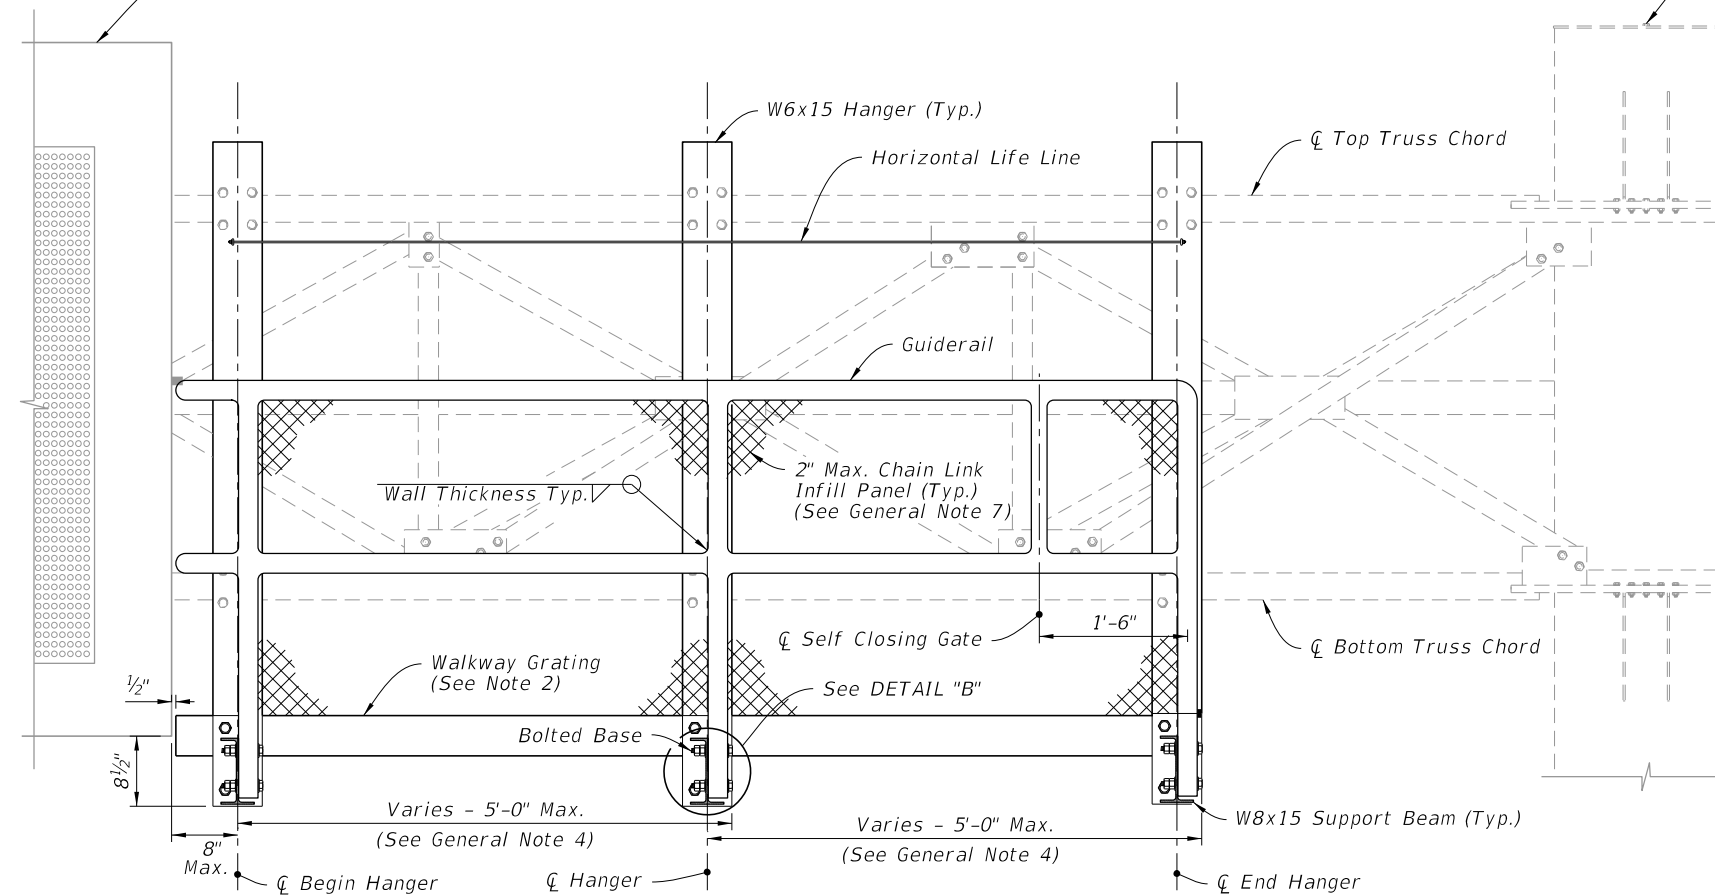 W6x15 Hanger (Typ.)
℄ Top Truss Chord
Horizontal Life Line
Guiderail
2" Max. Chain Link
Infill Panel (Typ.)
(See General Note 7)
Wall Thickness Typ.
1'-6"
℄ Self Closing Gate
℄ Bottom Truss Chord
Walkway Grating
(See Note 2)
½"
See DETAIL "B"
Bolted Base
8½"
Varies - 5'-0" Max.
(See General Note 4)
Varies - 5'-0" Max.
(See General Note 4)
W8x15 Support Beam (Typ.)
8"
Max.
℄ Begin Hanger
℄ Hanger
℄ End Hanger